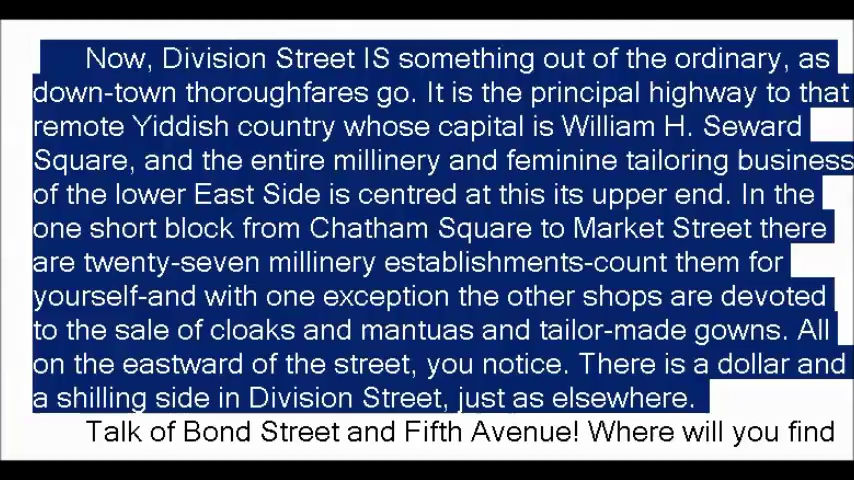 Now, Division Street IS something out of the ordinary, as
down-town thoroughfares go. It is the principal highway to that
remote Yiddish country whose capital is William H. Seward
Square, and the entire millinery and feminine tailoring business
of the lower East Side is centred at this its upper end. In the
one short block from Chatham Square to Market Street there
are twenty-seven millinery establishments-count them for
yourself-and with one exception the other shops are devoted
to the sale of cloaks and mantuas and tailor-made gowns. All
on the eastward of the street, you notice. There is a dollar and
a shilling side in Division Street, just as elsewhere.
Talk of Bond Street and Fifth Avenue! Where will you find